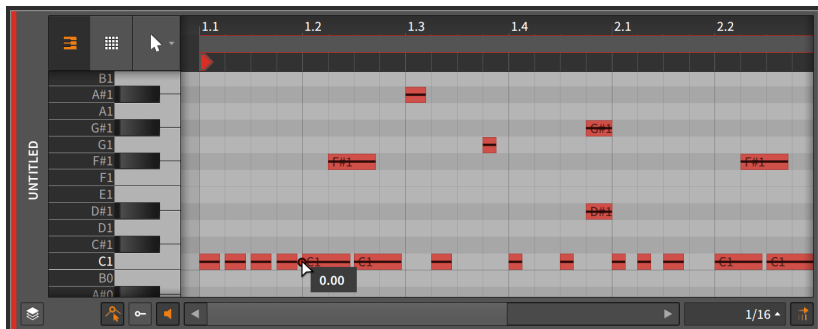 1.1 1.2 1.3 1.4 2.1 2.2
B1
A#1
A1
G#1 G#1
G1
F#1 F#1 F#1
F1
E1
D#1 D#1
D1
C#1
C1 C1 C1 C1 C1
B0
A#0
0.00
UNTITLED
1/16